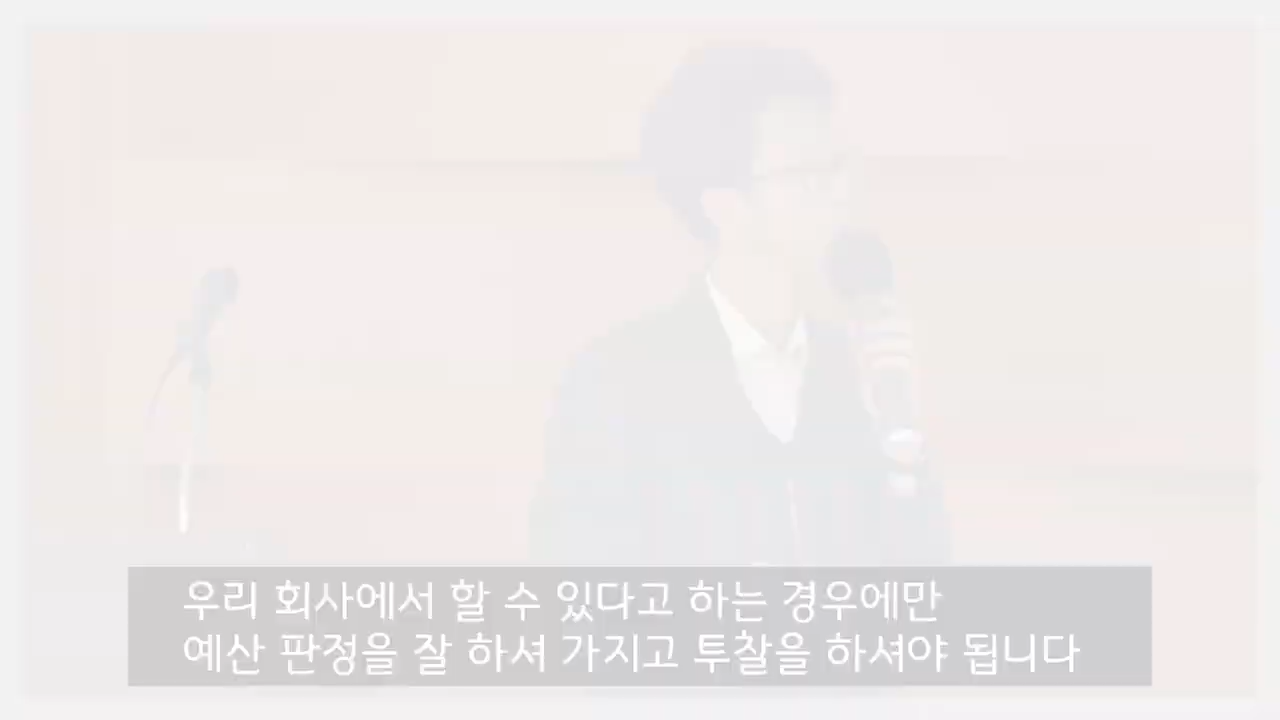 우리 회사에서 할 수 있다고 하는 경우에만
예산 판정을 잘 하셔 가지고 투찰을 하셔야 됩니다